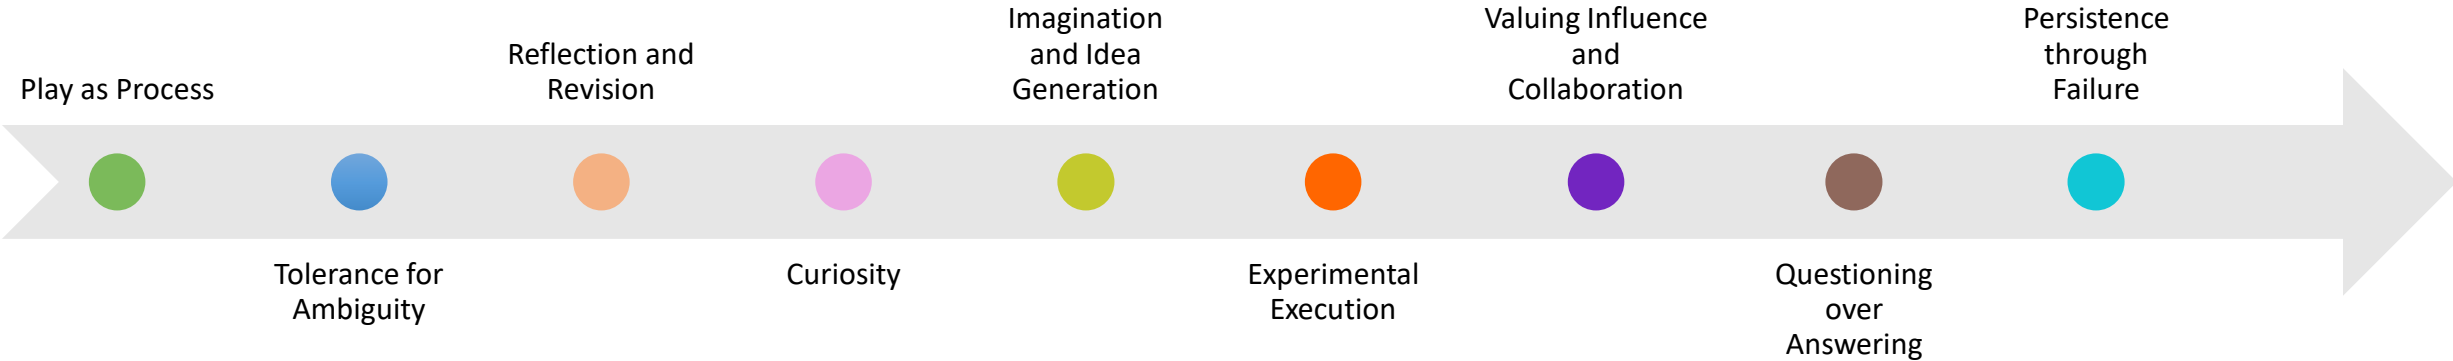 Play as Process
Tolerance for
Ambiguity
Reflection and
Revision
Curiosity
Imagination
and Idea
Generation
Experimental
Execution
Valuing Influence
and
Collaboration
Questioning
over
Answering
Persistence
through
Failure